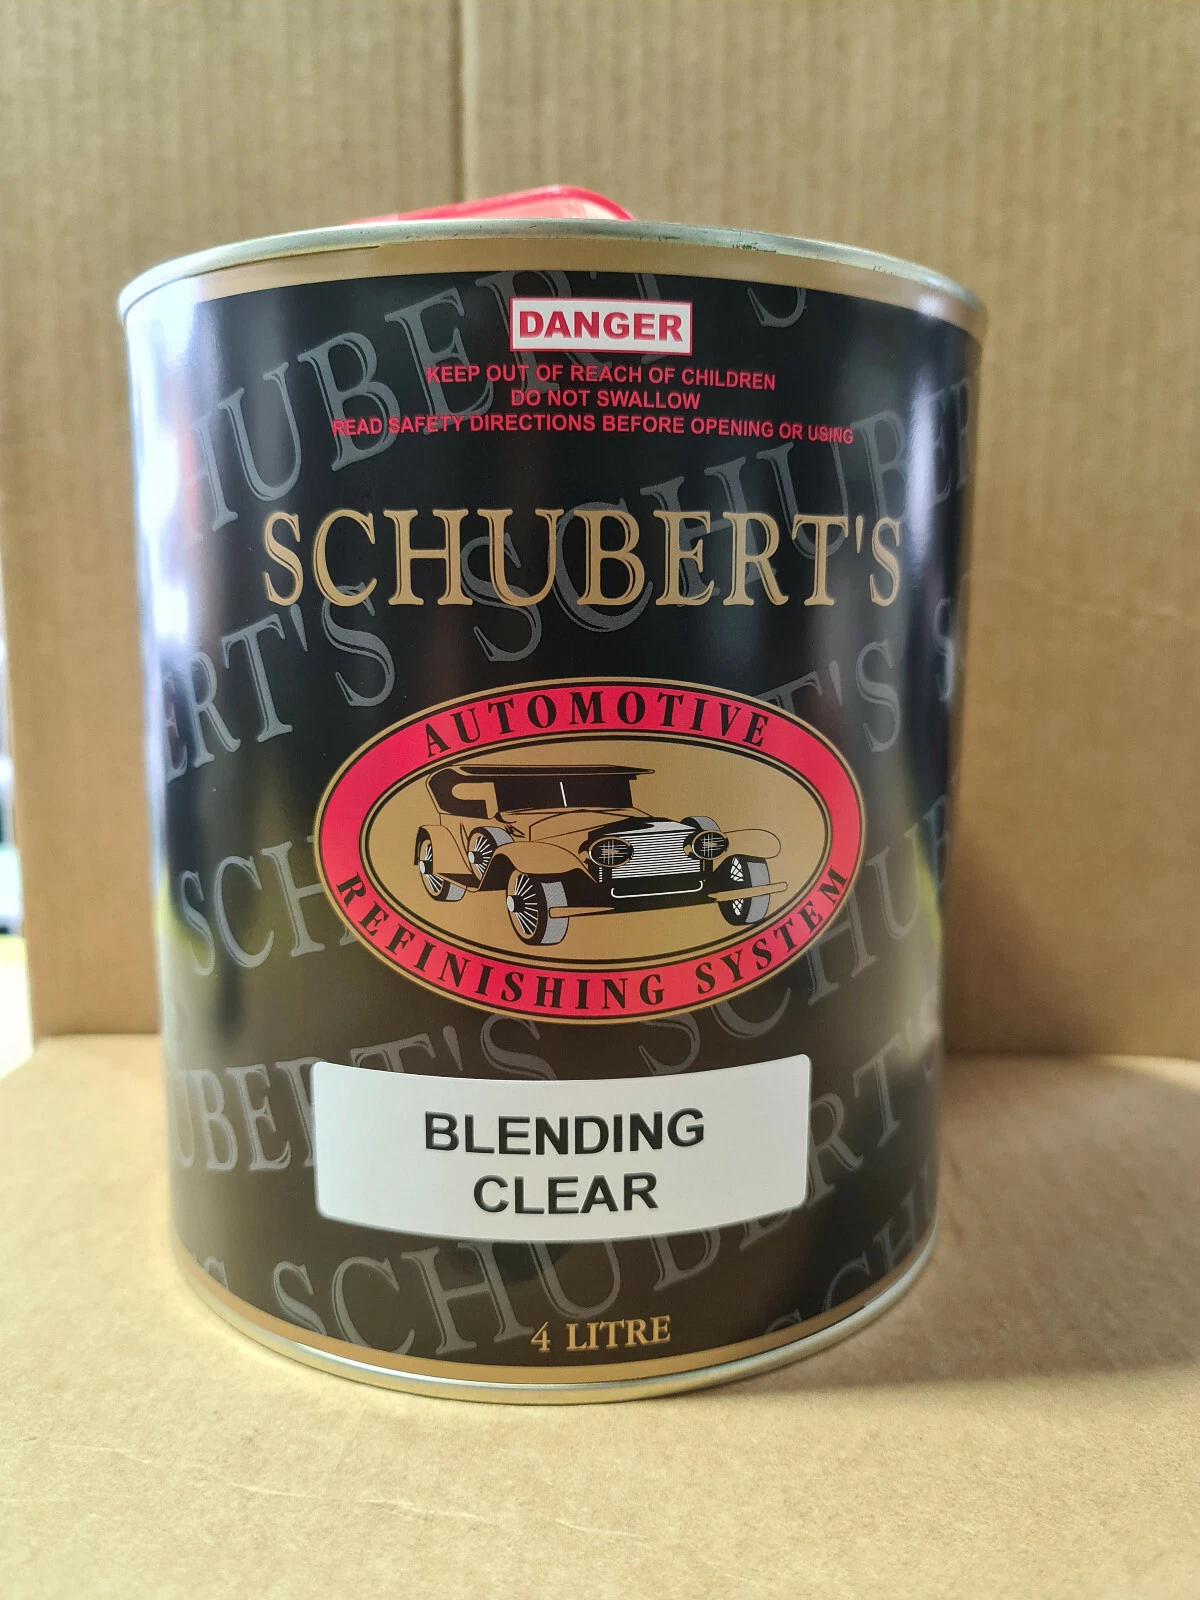 DANGER
KEEP OUT OF REACH OF CHILDREN
DO NOT SWALLOW
READ SAFETY DIRECTIONS BEFORE OPENING OR USING
SCHUBERT'S
AUTOMOTIVE
REFINISHING SYSTEM
BLENDING
CLEAR
4 LITRE